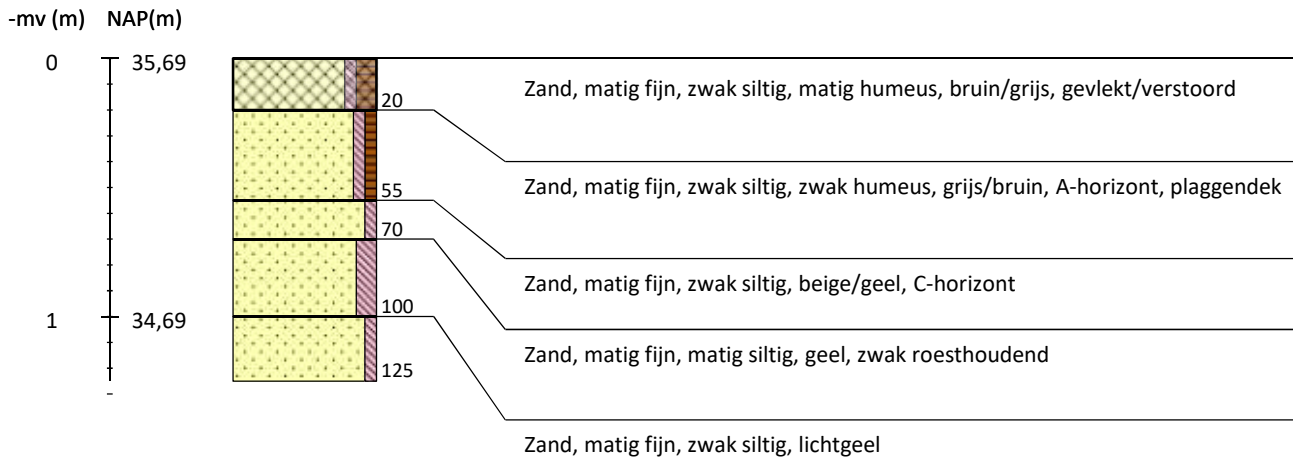 -mv (m) NAP(m)
0 35,69
Zand, matig fijn, zwak siltig, matig humeus, bruin/grijs, gevlekt/verstoord
20
Zand, matig fijn, zwak siltig, zwak humeus, grijs/bruin, A-horizont, plaggendek
55
70
Zand, matig fijn, zwak siltig, beige/geel, C-horizont
100
1 34,69
Zand, matig fijn, matig siltig, geel, zwak roesthoudend
125
Zand, matig fijn, zwak siltig, lichtgeel